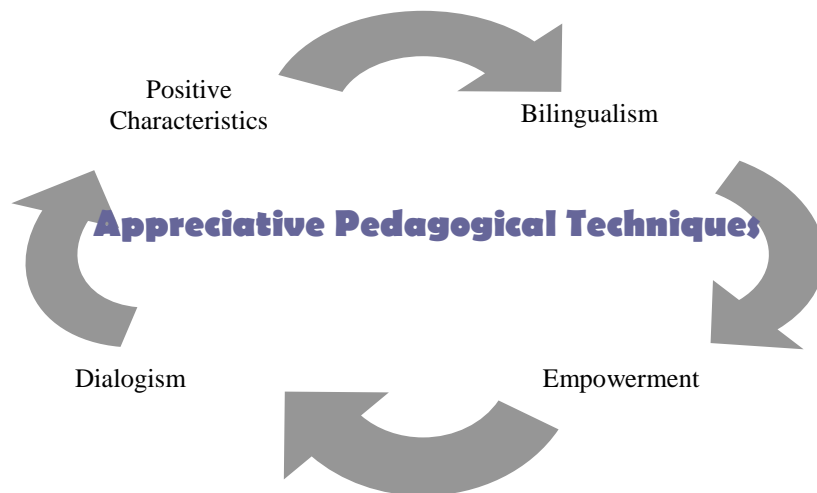 Positive
Characteristics
Bilingualism
Appreciative Pedagogical Techniques
Dialogism
Empowerment